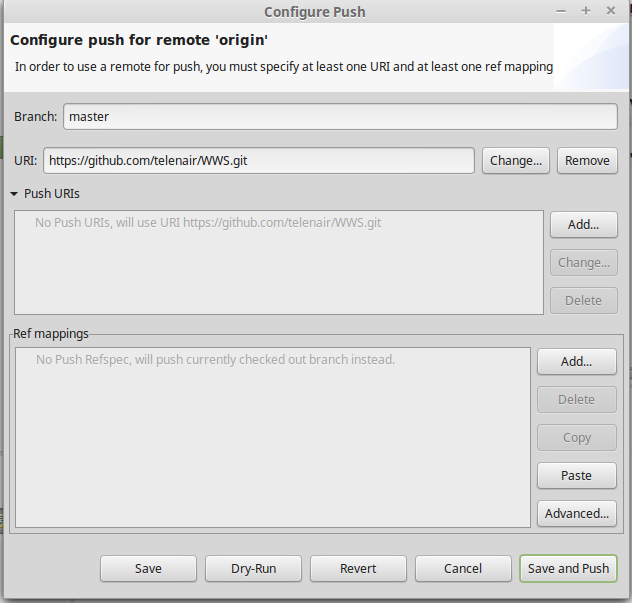 Configure Push
Configure push for remote 'origin'
In order to use a remote for push, you must specify at least one URI and at least one ref mapping
Branch: master
URI: https://github.com/telenair/WWS.git Change... Remove
Push URIs
No Push URIs, will use URI https://github.com/telenair/WWS.git
Add...
Change...
Delete
Ref mappings
No Push Refspec, will push currently checked out branch instead.
Add...
Delete
Copy
Paste
Advanced...
Save Dry-Run Revert Cancel Save and Push